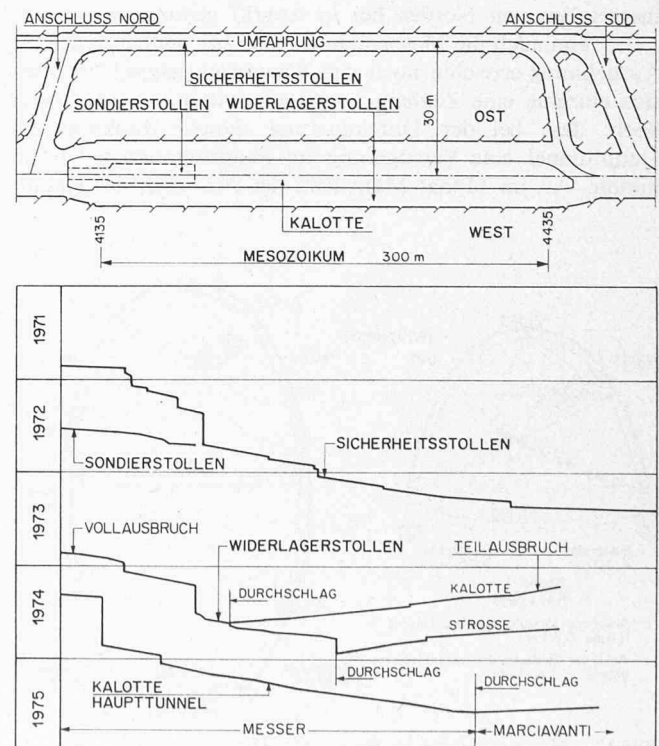 ANSCHLUSS NORD
ANSCHLUSS SÜD
UMFAHRUNG
SICHERHEITSSTOLLEN
SONDIERSTOLLEN WIDERLAGERSTOLLEN
30 m
OST
KALOTTE
WEST
4135
4435
MESOZOIKUM 300 m
1971
1972
SICHERHEITSSTOLLEN
SONDIERSTOLLEN
1973
VOLLAUSBRUCH
WIDERLAGERSTOLLEN
TEILAUSBRUCH
1974
DURCHSCHLAG
KALOTTE
STROSSE
DURCHSCHLAG
DURCHSCHLAG
1975
KALOTTE
HAUPTTUNNEL
MESSER
MARCIAVANTI